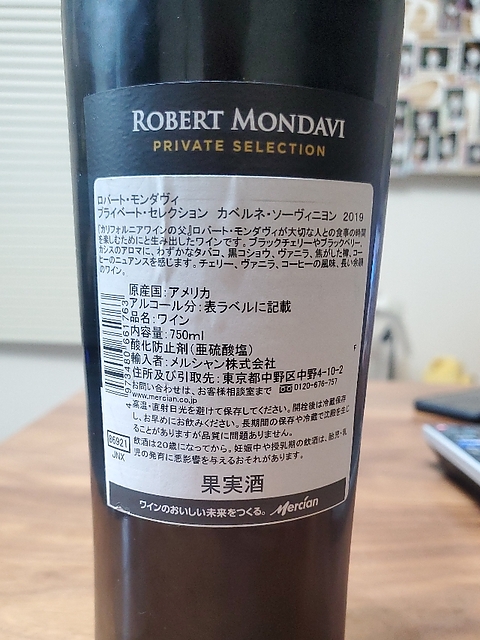 ROBERT MONDAVI
PRIVATE SELECTION
ロバート・モンダヴィ
プライベート・セレクション カベルネ・ソーヴィニヨン 2019
『カリフォルニアワインの父』ロバート・モンダヴィが大切な人との食事の時間
を楽しむためにと生み出したワインです。ブラックチェリーやブラックベリー、
カシスのアロマに、わずかなタバコ、黒コショウ、ヴァニラ、焦がした樽、コー
ヒーのニュアンスを感じます。チェリー、ヴァニラ、コーヒーの風味、長い余韻
のワイン。
原産国：アメリカ
アルコール分：表ラベルに記載
品名：ワイン
内容量：750ml
酸化防止剤（亜硫酸塩）
輸入者：メルシャン株式会社
住所及び引取先：東京都中野区中野4-10-2
お問い合わせは、お客様相談室まで 0120-676-757
www.mercian.co.jp
高温・直射日光を避けて保存してください。開栓後は冷蔵保存
し、お早めにお飲みください。長期間の保存や冷蔵で沈殿を生じ
ることがありますが品質に問題ありません。
飲酒は20歳になってから。妊娠中や授乳期の飲酒は、胎児・乳
児の発育に悪影響を与えるおそれがあります。
4 973480 661763
F
86921
JNX
果実酒
ワインのおいしい未来をつくる。 Mercian